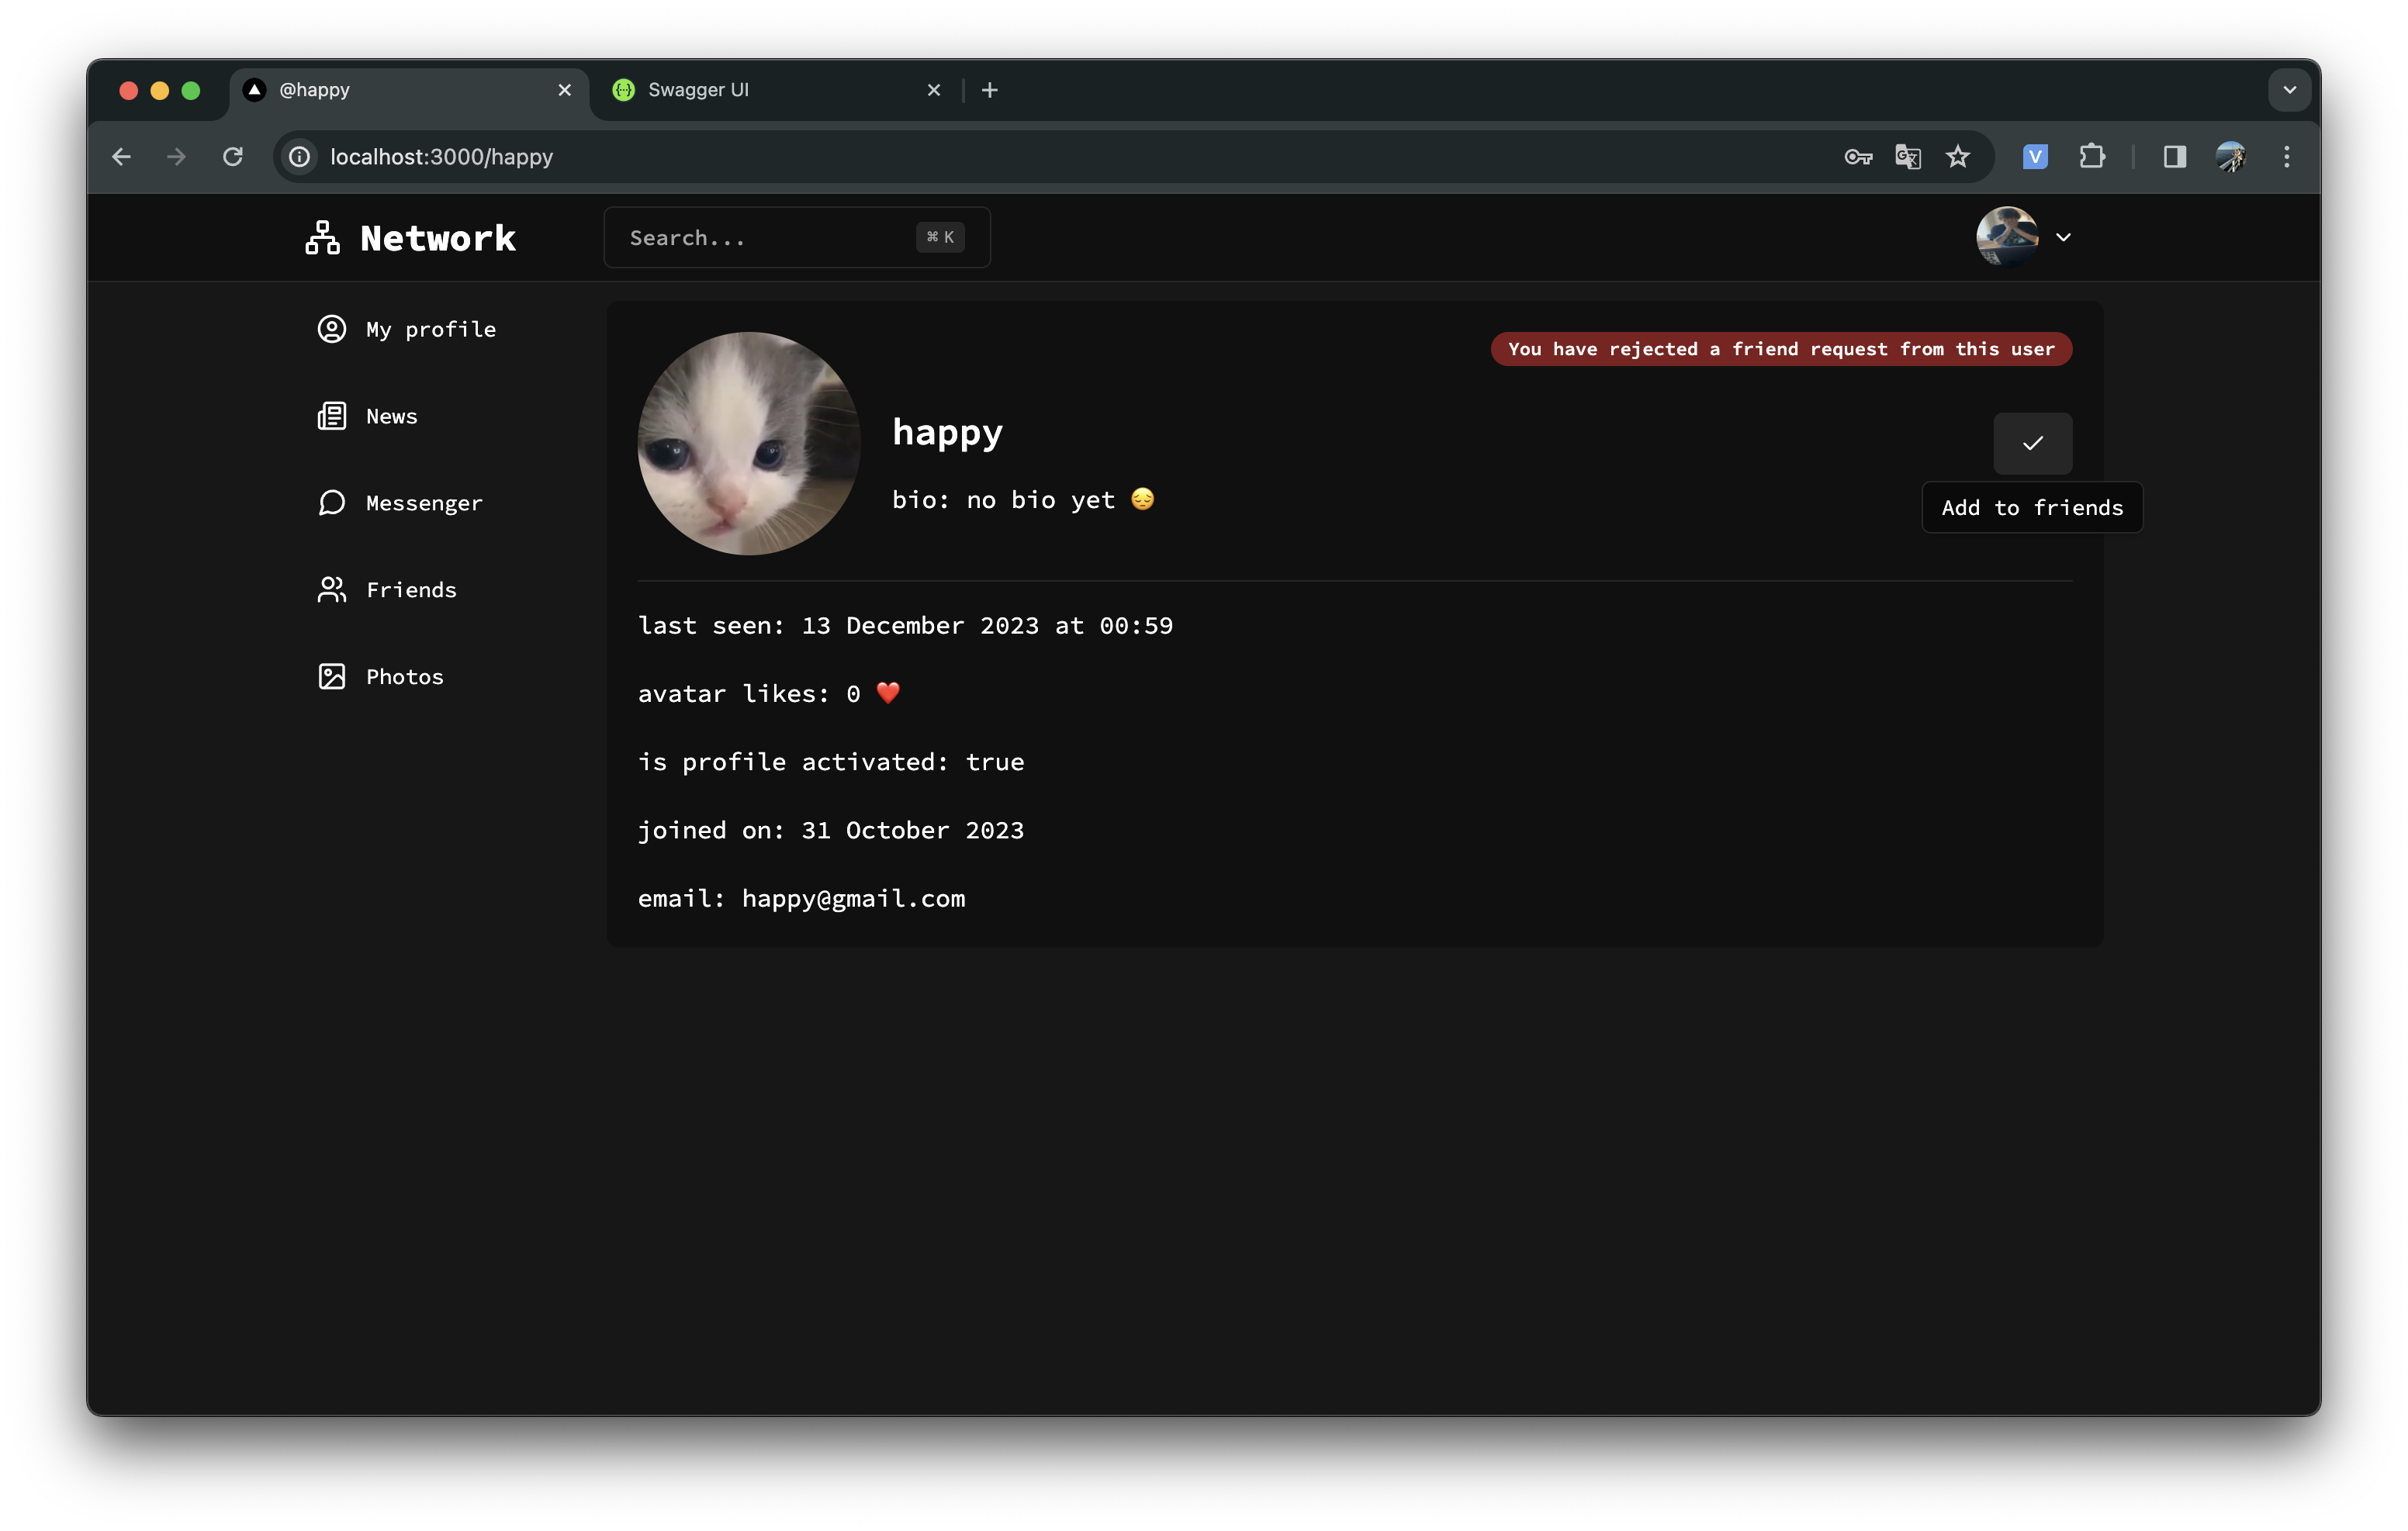 @happy
Swagger UI
localhost:3000/happy
Network
Search...
⌘ K
My profile
News
Messenger
Friends
Photos
You have rejected a friend request from this user
happy
bio: no bio yet 😔
Add to friends
last seen: 13 December 2023 at 00:59
avatar likes: 0 ❤️
is profile activated: true
joined on: 31 October 2023
email: happy@gmail.com